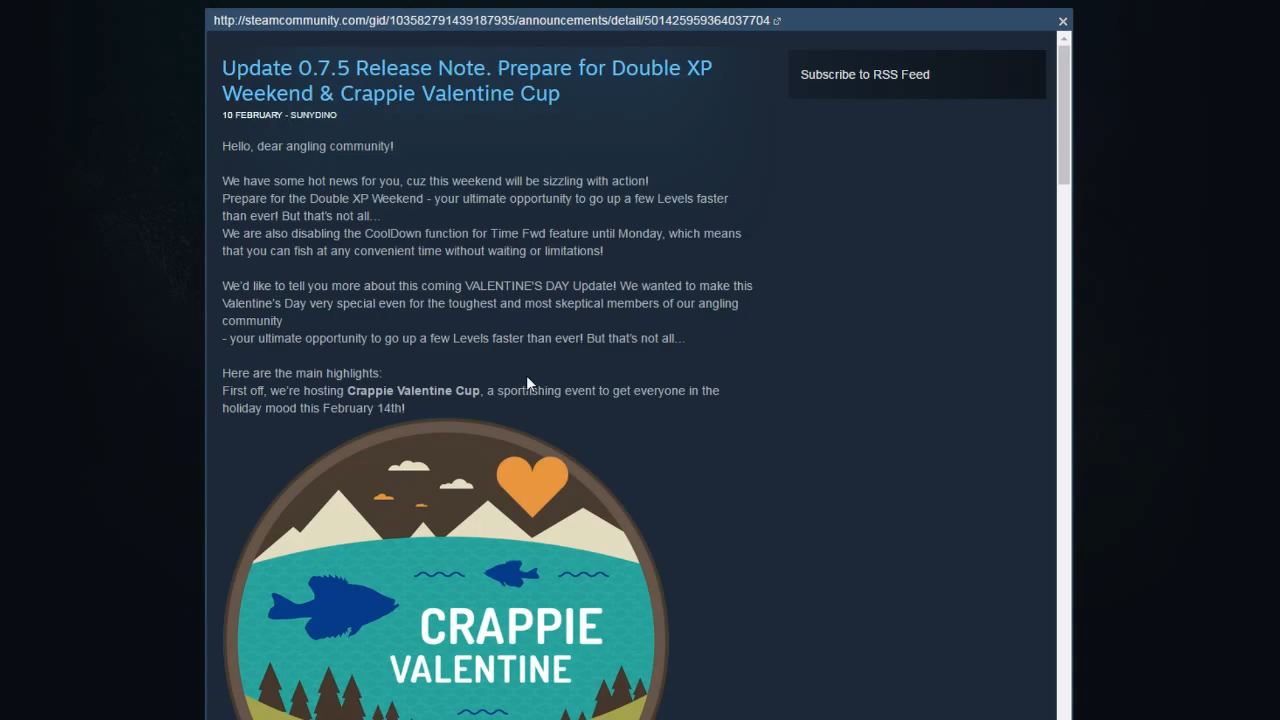 http://steamcommunity.com/gid/103582791439187935/announcements/detail/501425959364037704
Update 0.7.5 Release Note. Prepare for Double XP
Weekend & Crappie Valentine Cup
10 FEBRUARY - SUNYDINO
Subscribe to RSS Feed
Hello, dear angling community!
We have some hot news for you, cuz this weekend will be sizzling with action!
Prepare for the Double XP Weekend - your ultimate opportunity to go up a few Levels faster
than ever! But that's not all...
We are also disabling the CoolDown function for Time Fwd feature until Monday, which means
that you can fish at any convenient time without waiting or limitations!
We'd like to tell you more about this coming VALENTINE'S DAY Update! We wanted to make this
Valentine's Day very special even for the toughest and most skeptical members of our angling
community
- your ultimate opportunity to go up a few Levels faster than ever! But that's not all...
Here are the main highlights:
First off, we're hosting Crappie Valentine Cup, a sportfishing event to get everyone in the
holiday mood this February 14th!
CRAPPIE
VALENTINE